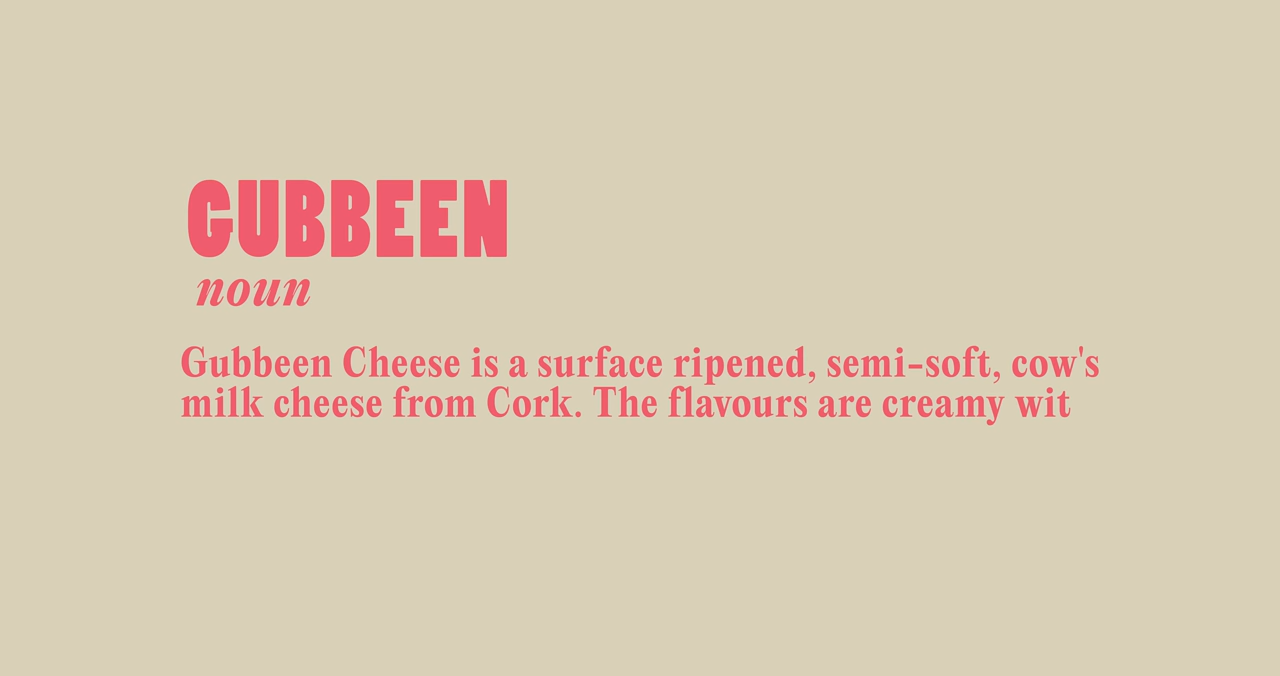 GUBBEEN
noun
Gubbeen Cheese is a surface ripened, semi-soft, cow's
milk cheese from Cork. The flavours are creamy wit